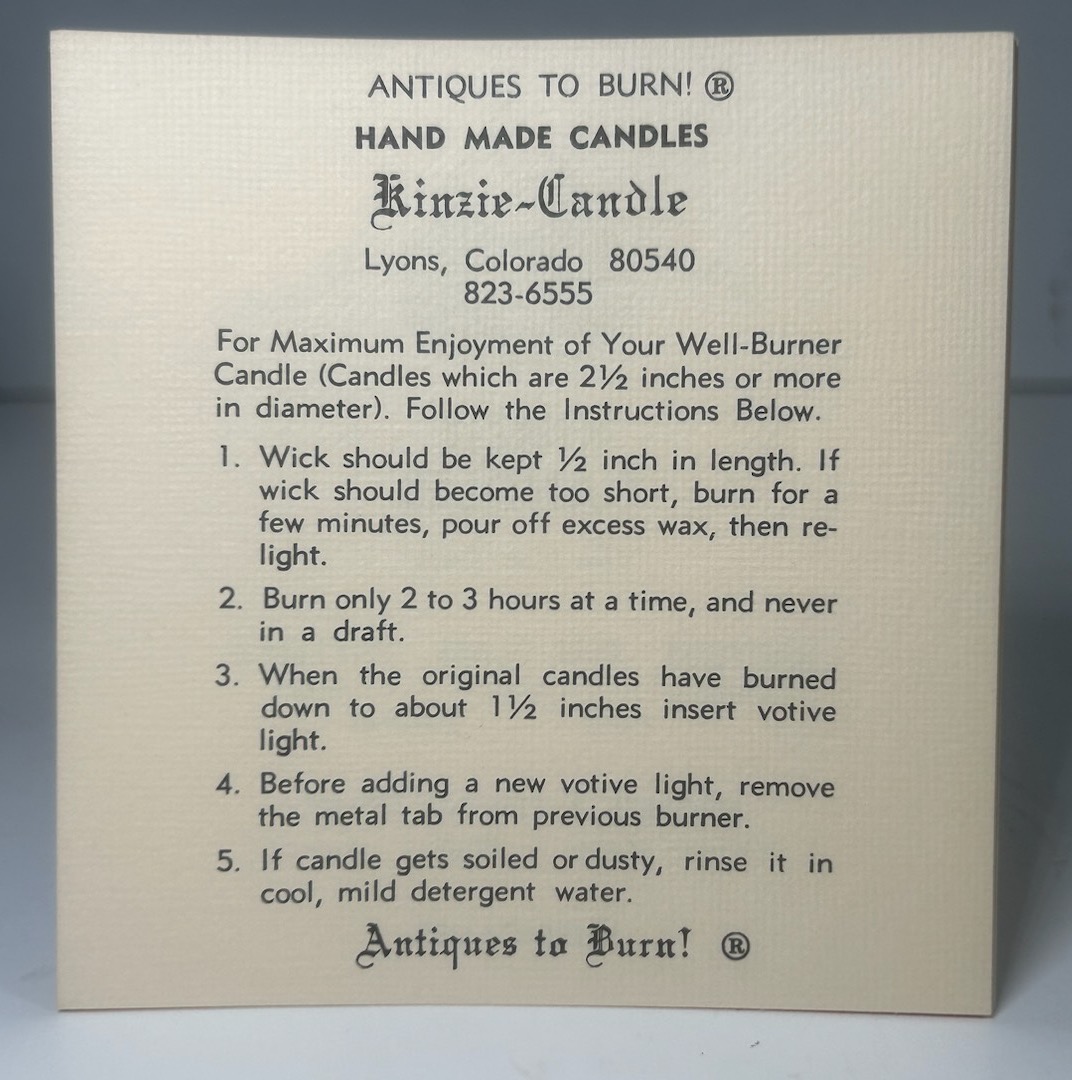 ANTIQUES TO BURN! ®
HAND MADE CANDLES
Kinzie-Candle
Lyons, Colorado 80540
823-6555
For Maximum Enjoyment of Your Well-Burner
Candle (Candles which are 2½ inches or more
in diameter). Follow the Instructions Below.
1. Wick should be kept ½ inch in length. If
wick should become too short, burn for a
few minutes, pour off excess wax, then re-
light.
2. Burn only 2 to 3 hours at a time, and never
in a draft.
3. When the original candles have burned
down to about 1½ inches insert votive
light.
4. Before adding a new votive light, remove
the metal tab from previous burner.
5. If candle gets soiled or dusty, rinse it in
cool, mild detergent water.
Antiques to Burn! ®